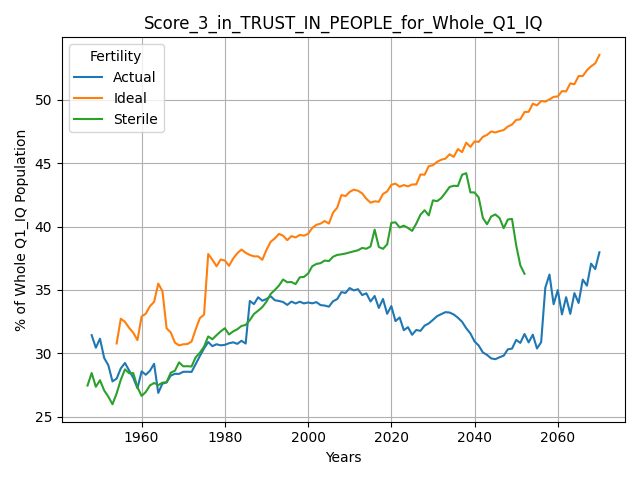 Score_3_in_TRUST_IN_PEOPLE_for_Whole_Q1_IQ
Fertility
Actual
Ideal
Sterile
% of Whole Q1_IQ Population
50
45
40
35
30
25
1960
1980
2000
2020
2040
2060
Years